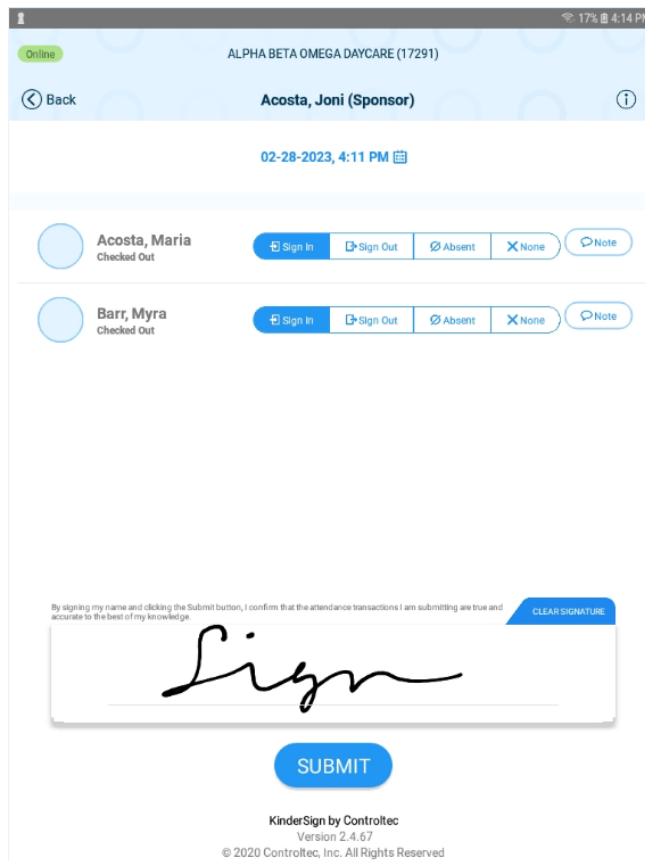 17% 4:14 PM
Online
ALPHA BETA OMEGA DAYCARE (17291)
Back
Acosta, Joni (Sponsor)
02-28-2023, 4:11 PM
Acosta, Maria
Checked Out
Sign In Sign Out Absent None Note
Barr, Myra
Checked Out
Sign In Sign Out Absent None Note
By signing my name and clicking the Submit button, I confirm that the attendance transactions I am submitting are true and
accurate to the best of my knowledge.
CLEAR SIGNATURE
Sign
SUBMIT
KinderSign by Controltec
Version 2.4.67
© 2020 Controltec, Inc. All Rights Reserved